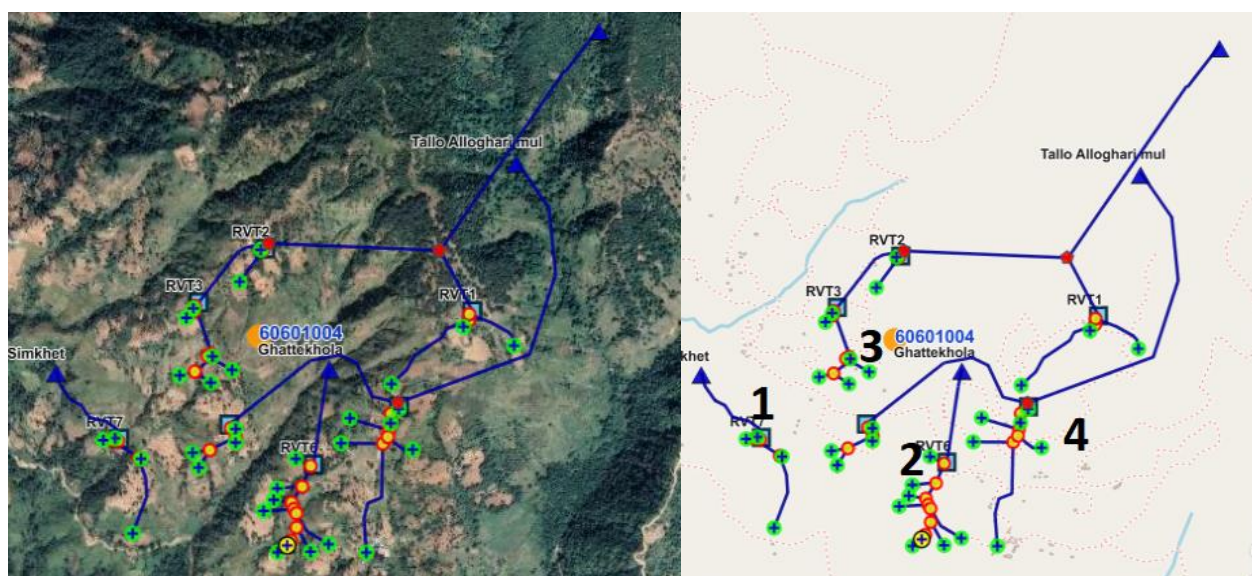 Tallo Alloghari mul
RVT2
RVT3
RVT1
60601004
Ghattekhola
Simkhet
RVT7
RVT6
Tallo Alloghari mul
RVT2
RVT3
RVT1
60601004
3
Ghattekhola
khet
1
2
RVT6
4